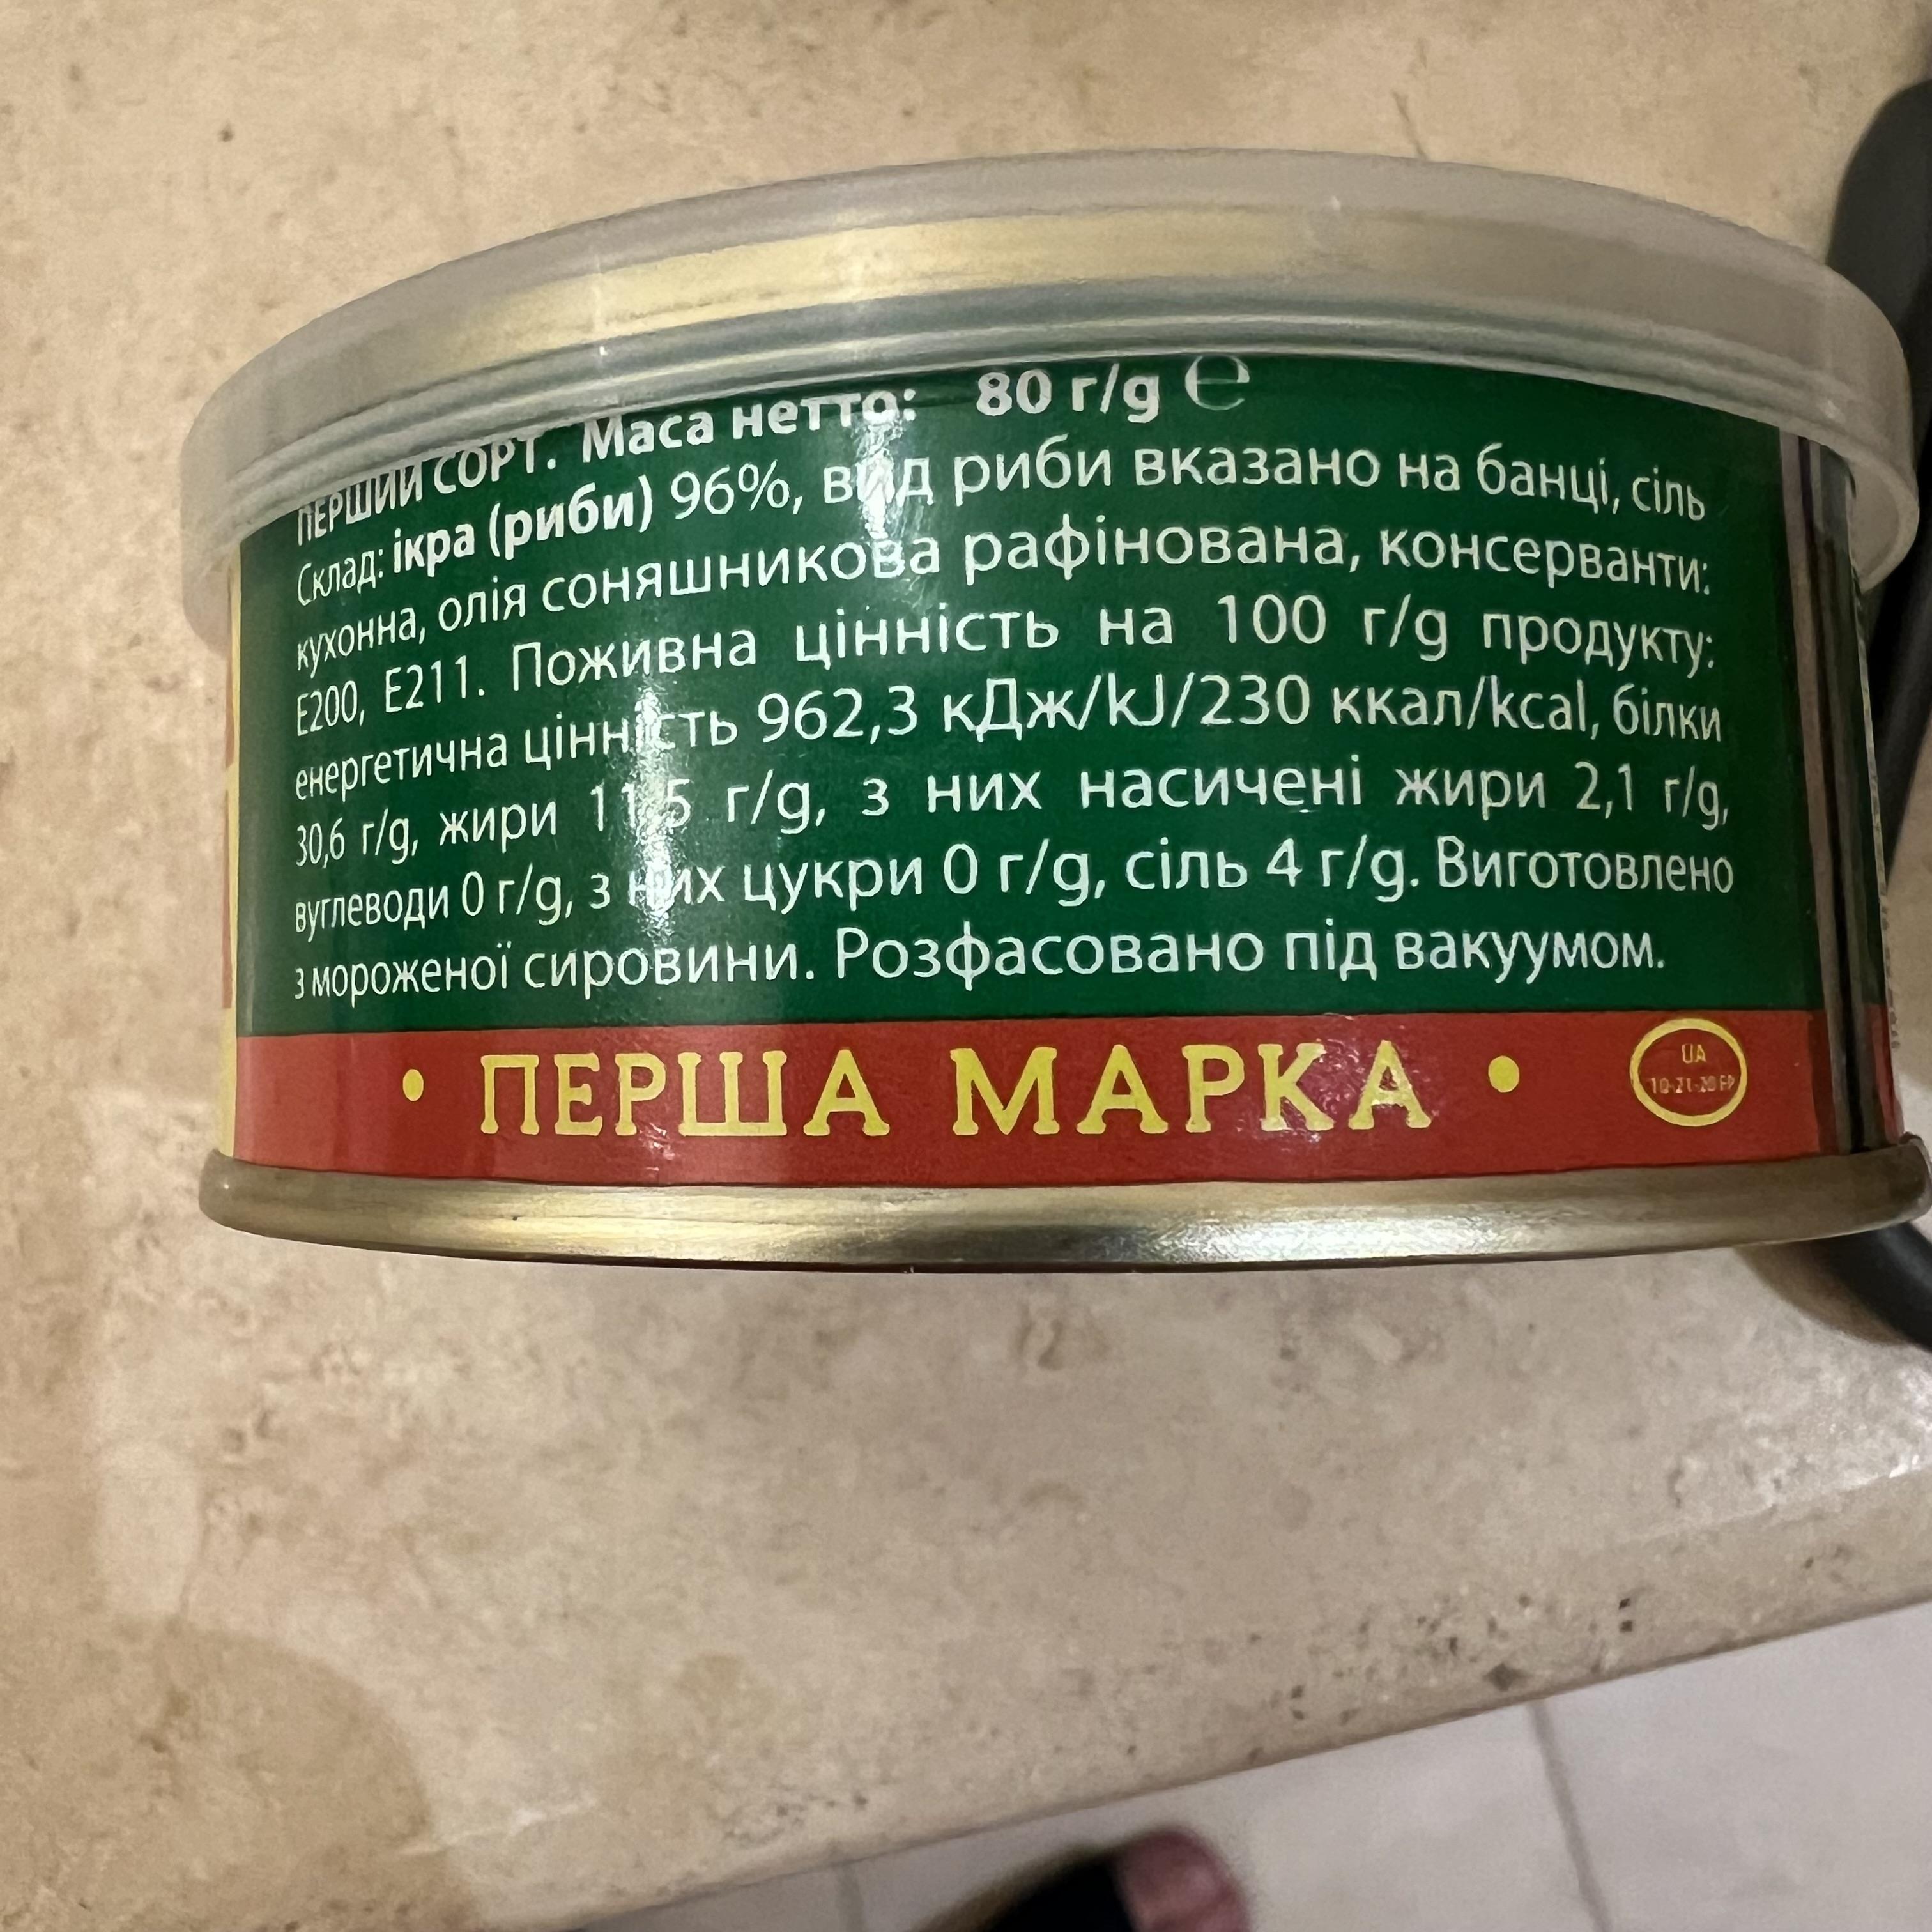 ПЕРШИЙ СОРТ. Маса нетто: 80 г/g ℮
Склад: ікра (риби) 96%, вид риби вказано на банці, сіль
кухонна, олія соняшникова рафінована, консерванти:
Е200, Е211. Поживна цінність на 100 г/g продукту:
енергетична цінність 962,3 кДж/kJ/230 ккал/kcal, білки
30,6 г/g, жири 11,5 г/g, з них насичені жири 2,1 г/g,
вуглеводи 0 г/g, з них цукри 0 г/g, сіль 4 г/g. Виготовлено
з мороженої сировини. Розфасовано під вакуумом.
• ПЕРША МАРКА •
UA